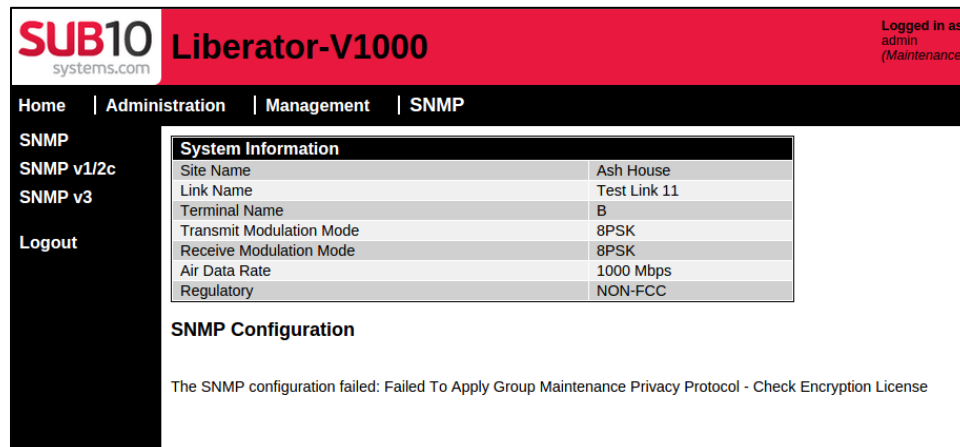 SUB10
systems.com
Liberator-V1000
Logged in as
admin
(Maintenance
Home | Administration | Management | SNMP
SNMP
SNMP v1/2c
SNMP v3
Logout
System Information
Site Name Ash House
Link Name Test Link 11
Terminal Name B
Transmit Modulation Mode 8PSK
Receive Modulation Mode 8PSK
Air Data Rate 1000 Mbps
Regulatory NON-FCC
SNMP Configuration
The SNMP configuration failed: Failed To Apply Group Maintenance Privacy Protocol - Check Encryption License